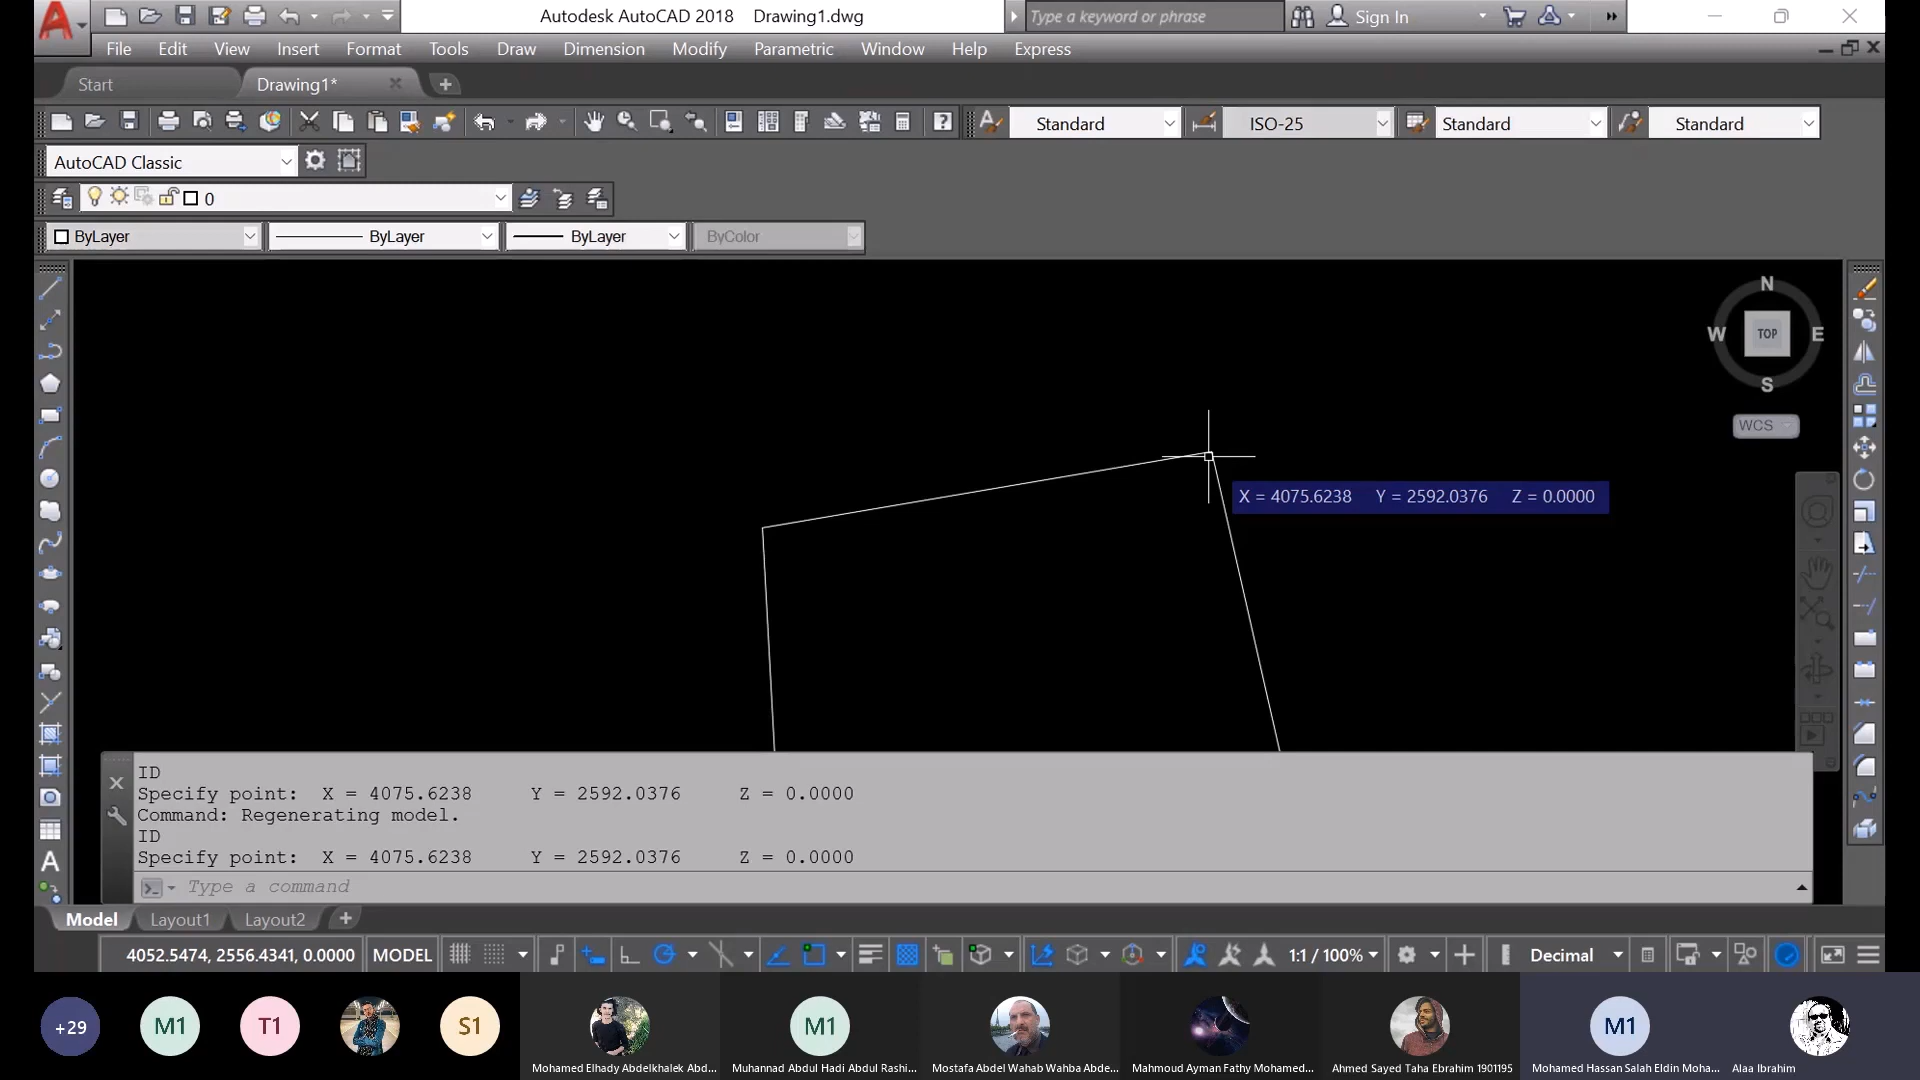 Autodesk AutoCAD 2018 Drawing1.dwg
Type a keyword or phrase
Sign In
File Edit View Insert Format Tools Draw Dimension Modify Parametric Window Help Express
Start
Drawing1*
Standard
ISO-25
Standard
Standard
AutoCAD Classic
0
ByLayer
ByLayer
ByLayer
ByColor
N
W
TOP
E
S
WCS
X = 4075.6238 Y = 2592.0376 Z = 0.0000
ID
Specify point: X = 4075.6238 Y = 2592.0376 Z = 0.0000
Command: Regenerating model.
ID
Specify point: X = 4075.6238 Y = 2592.0376 Z = 0.0000
Type a command
A
Model
Layout1
Layout2
4052.5474, 2556.4341, 0.0000
MODEL
1:1 / 100%
Decimal
+29
M1
T1
S1
M1
M1
Mohamed Elhady Abdelkhalek Abd...
Muhannad Abdul Hadi Abdul Rashi...
Mostafa Abdel Wahab Wahba Abde...
Mahmoud Ayman Fathy Mohamed...
Ahmed Sayed Taha Ebrahim 1901195
Mohamed Hassan Salah Eldin Moha...
Alaa Ibrahim